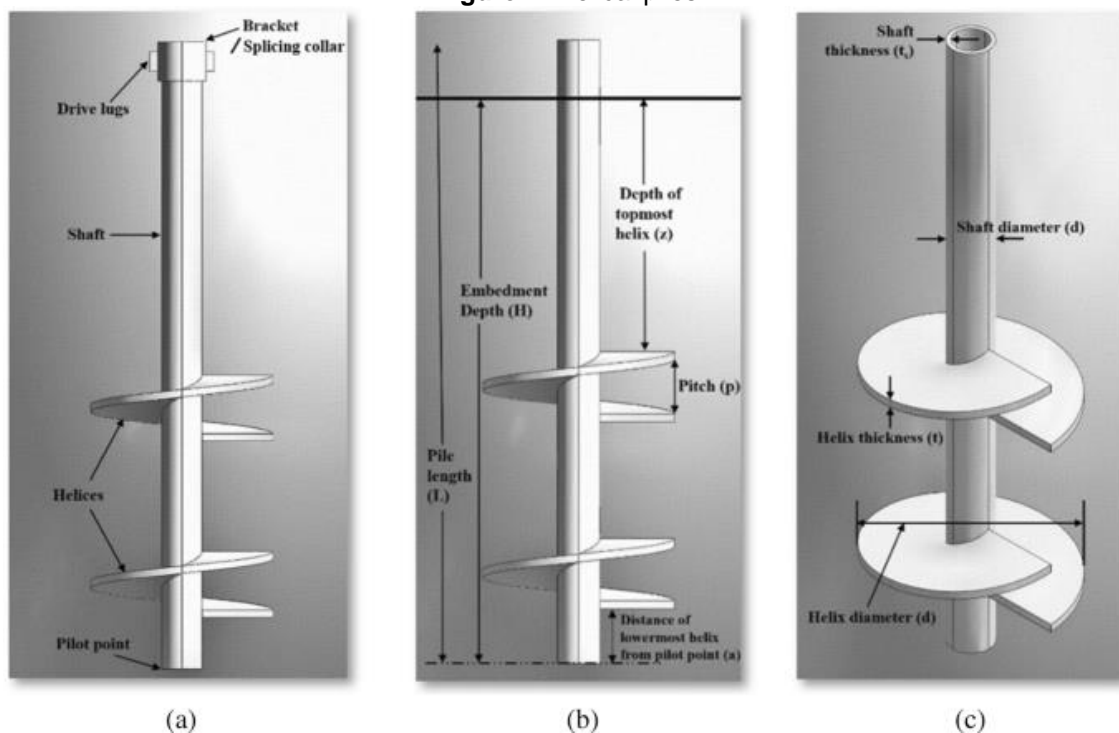 Bracket
/ Splicing collar
Drive lugs
Shaft
Helices
Pilot point
(a)
Depth of
topmost
helix (z)
Embedment
Depth (H)
Pitch (p)
Pile
length
(L)
Distance of
lowermost helix
from pilot point (a)
(b)
Shaft
thickness (ts)
Shaft diameter (d)
Helix thickness (t)
Helix diameter (d)
(c)